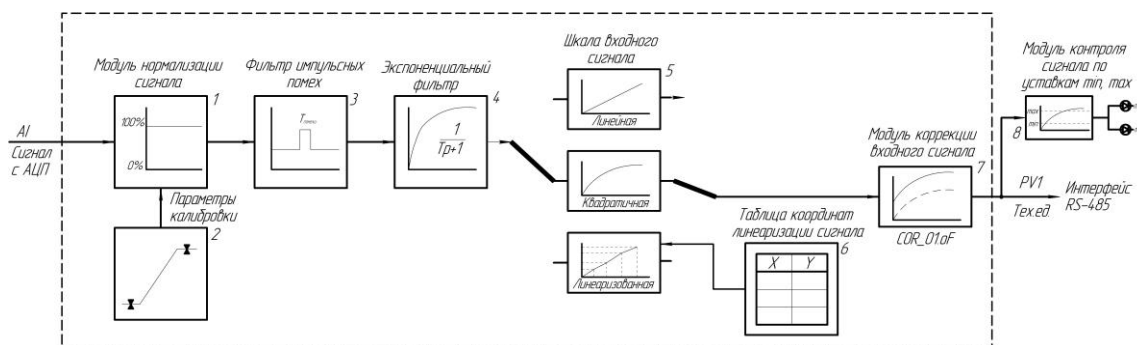 Модуль нормализации
сигнала
1
100%
0%
AI
Сигнал
с АЦП
Параметры
калибровки
2
Фильтр импульсных
помех
3
Экспоненциальный
фильтр
4
1
Tp+1
Шкала входного
сигнала
5
Линейная
Квадратичная
Линеаризованная
Таблица координат
линеаризации сигнала
6
X Y
Модуль коррекции
входного сигнала
7
COR_01.oF
Модуль контроля
сигнала по
уставкам min, max
max
min
8
PV1
Тех.ед.
Интерфейс
RS-485